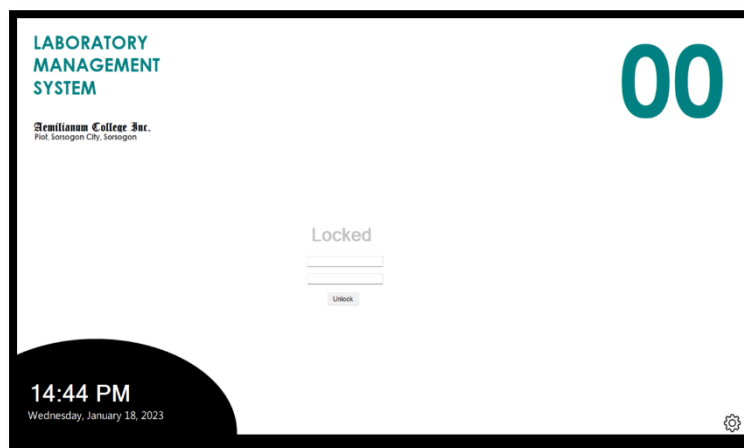 LABORATORY
MANAGEMENT
SYSTEM
00
Aemilianum College Inc.
Piot, Sorsogon City, Sorsogon
Locked
Unlock
14:44 PM
Wednesday, January 18, 2023